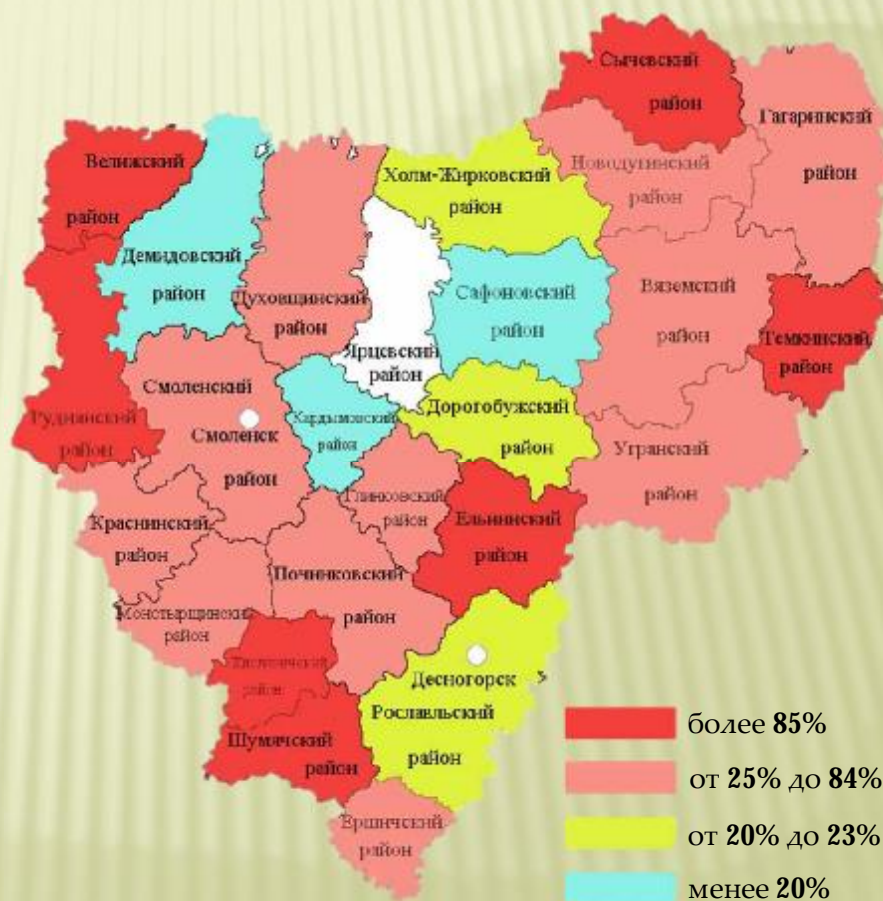 Сычевский
район
Гагаринский
район
Велижский
район
Холм-Жирковский
район
Новодугинский
район
Демидовский
район
Духовщинский
район
Сафоновский
район
Вяземский
район
Темкинский
район
Ярцевский
район
Смоленский
Смоленск
район
Руднянский
район
Кардымовский
район
Дорогобужский
район
Угранский
район
Глинковский
район
Ельнинский
район
Краснинский
район
Починковский
район
Монстырщинский
район
район
Десногорск
Рославльский
район
Шумячский
район
Ершичский
район
более 85%
от 25% до 84%
от 20% до 23%
менее 20%